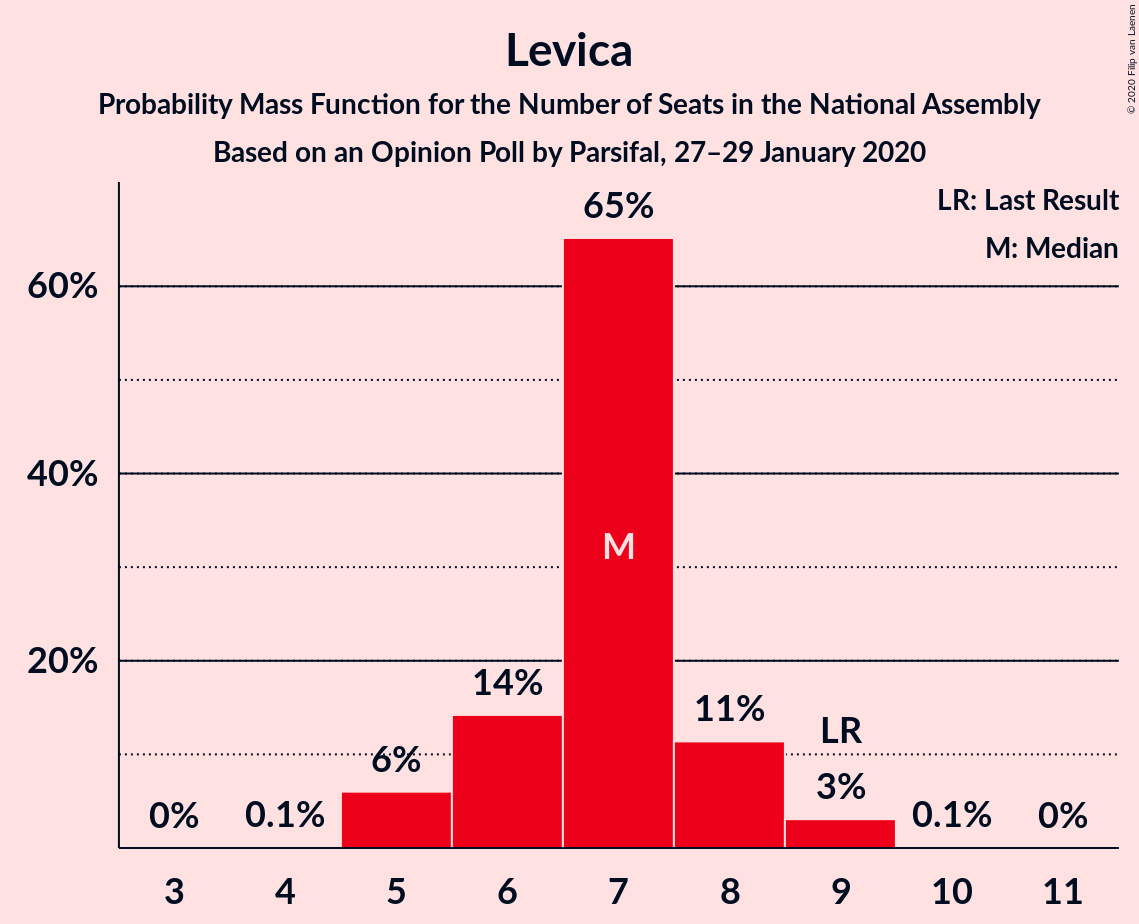 Levica
Probability Mass Function for the Number of Seats in the National Assembly
Based on an Opinion Poll by Parsifal, 27–29 January 2020
© 2020 Filip van Laenen
LR: Last Result
M: Median
65%
60%
40%
M
20%
14%
11%
LR
6%
3%
0% 0.1% 0.1% 0%
3 4 5 6 7 8 9 10 11